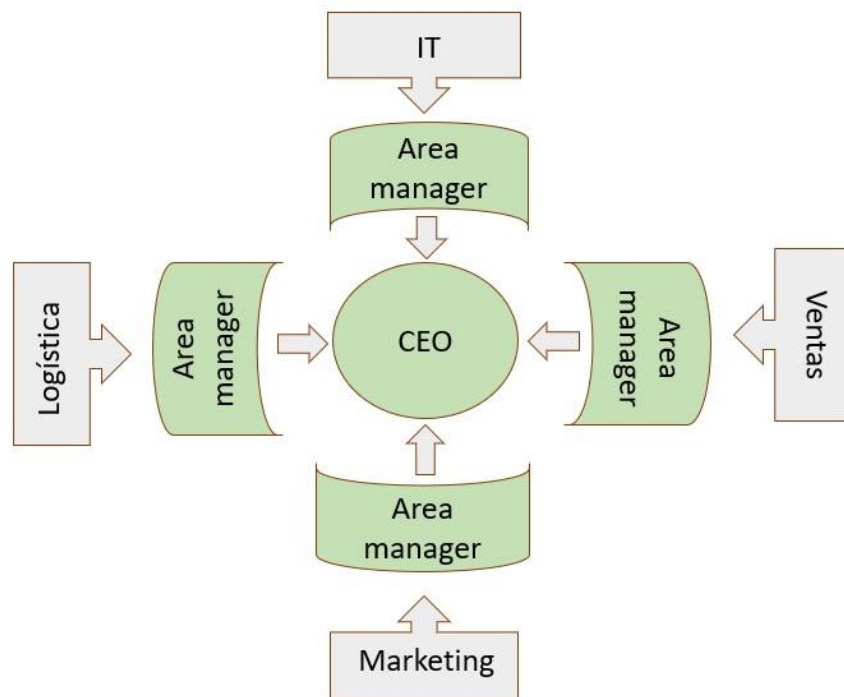 IT
Area
manager
Logística
Area
manager
CEO
Area
manager
Ventas
Area
manager
Marketing